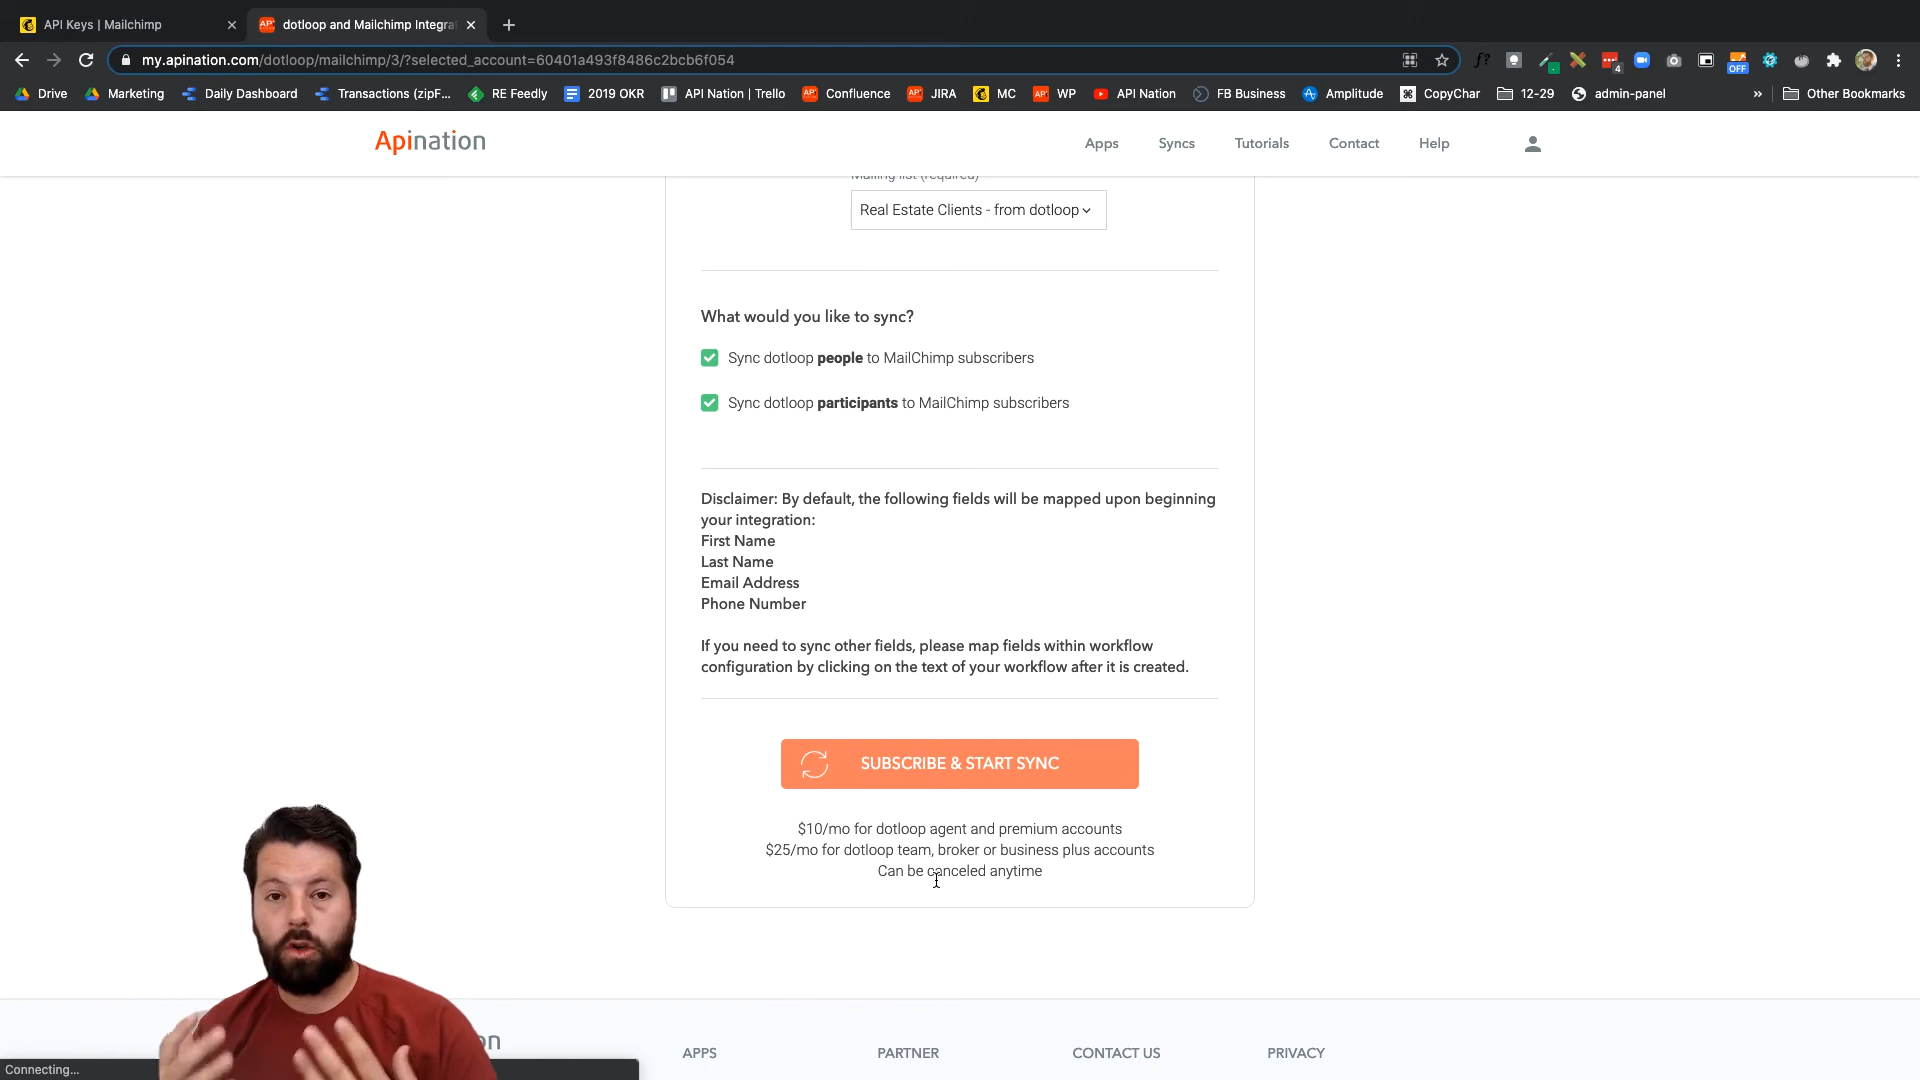 API Keys | Mailchimp
dotloop and Mailchimp Integra
my.apination.com/dotloop/mailchimp/3/?selected_account=60401a493f8486c2bcb6f054
f?
4
OFF
Drive
Marketing
Daily Dashboard
Transactions (zipF...
RE Feedly
2019 OKR
API Nation | Trello
Confluence
JIRA
MC
WP
API Nation
FB Business
Amplitude
CopyChar
12-29
admin-panel
»
Other Bookmarks
Apination
Apps
Syncs
Tutorials
Contact
Help
Mailing list (required)
Real Estate Clients - from dotloop
What would you like to sync?
Sync dotloop people to MailChimp subscribers
Sync dotloop participants to MailChimp subscribers
Disclaimer: By default, the following fields will be mapped upon beginning
your integration:
First Name
Last Name
Email Address
Phone Number
If you need to sync other fields, please map fields within workflow
configuration by clicking on the text of your workflow after it is created.
SUBSCRIBE & START SYNC
$10/mo for dotloop agent and premium accounts
$25/mo for dotloop team, broker or business plus accounts
Can be canceled anytime
on
APPS
PARTNER
CONTACT US
PRIVACY
Connecting...